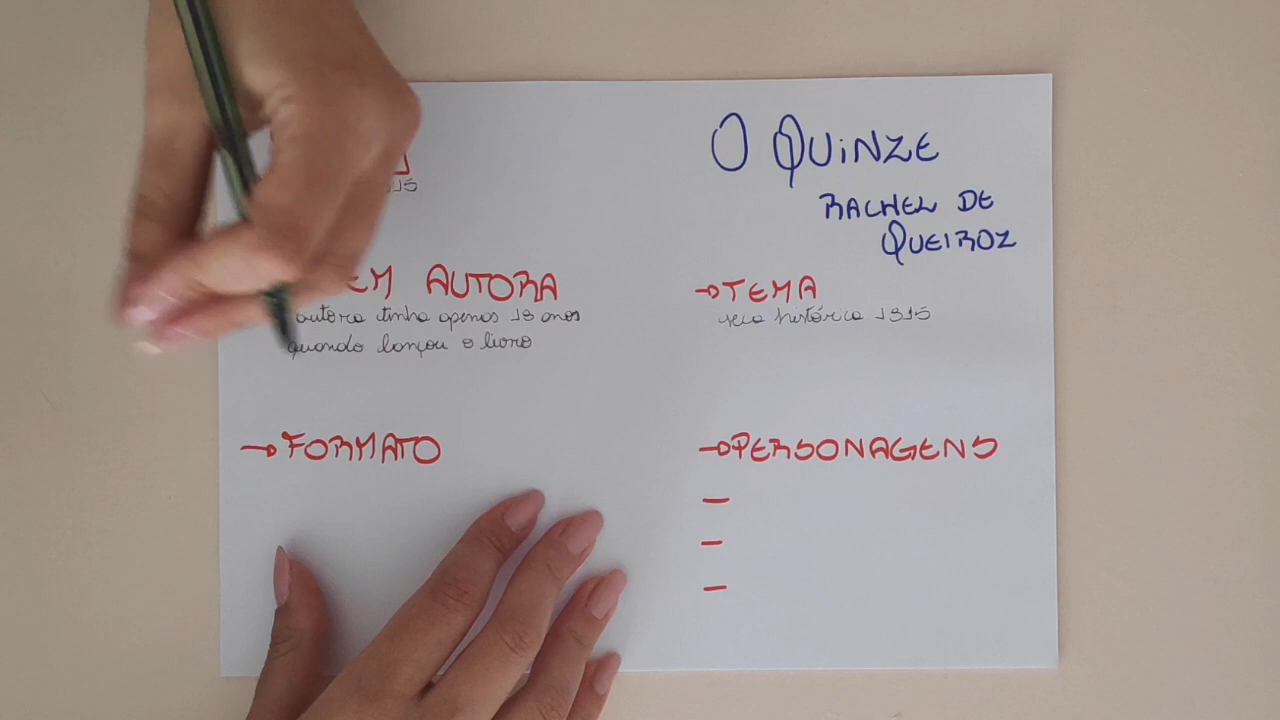 O QUiNZE
RACHEL DE
QUEIROZ
EM AUTORA
autora tinha apenas 19 anos
quando lançou o livro
→TEMA
seca histórica 1915
→FORMATO
→PERSONAGENS